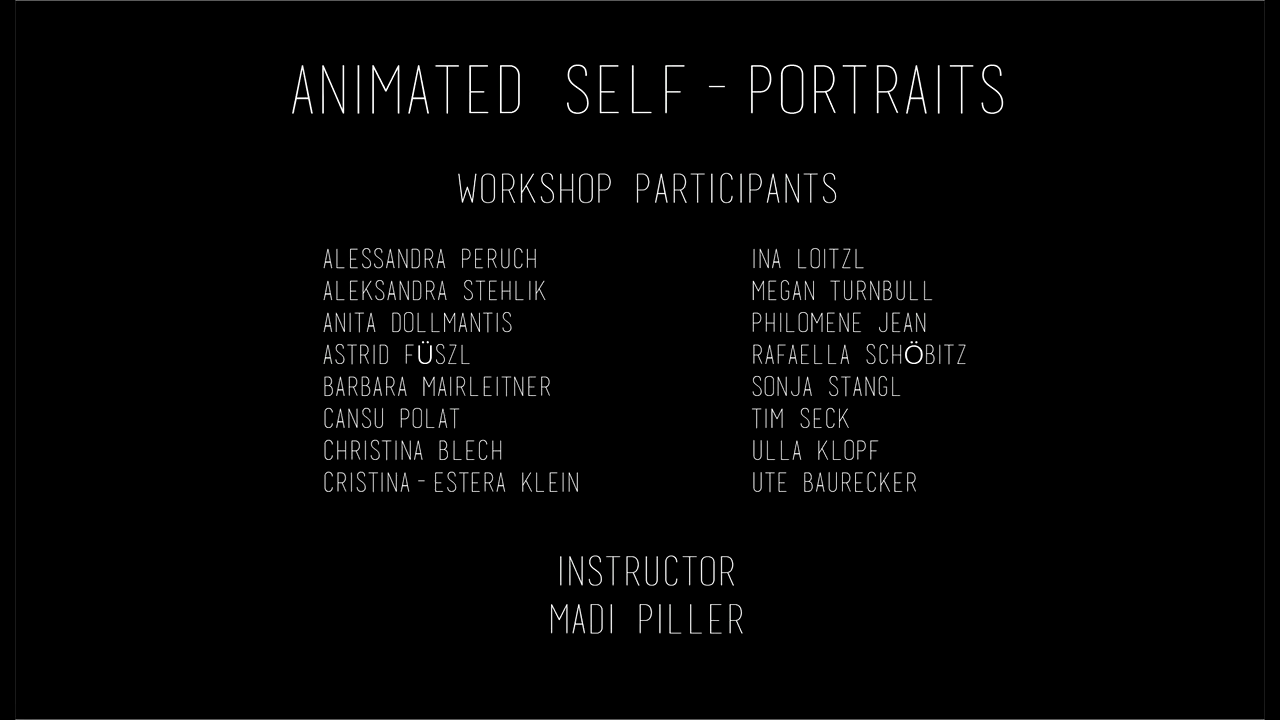 ANIMATED SELF - PORTRAITS
WORKSHOP PARTICIPANTS
ALESSANDRA PERUCH
ALEKSANDRA STEHLIK
ANITA DOLLMANTIS
ASTRID FÜSZL
BARBARA MAIRLEITNER
CANSU POLAT
CHRISTINA BLECH
CRISTINA - ESTERA KLEIN
INA LOITZL
MEGAN TURNBULL
PHILOMENE JEAN
RAFAELLA SCHÖBITZ
SONJA STANGL
TIM SECK
ULLA KLOPF
UTE BAURECKER
INSTRUCTOR
MADI PILLER